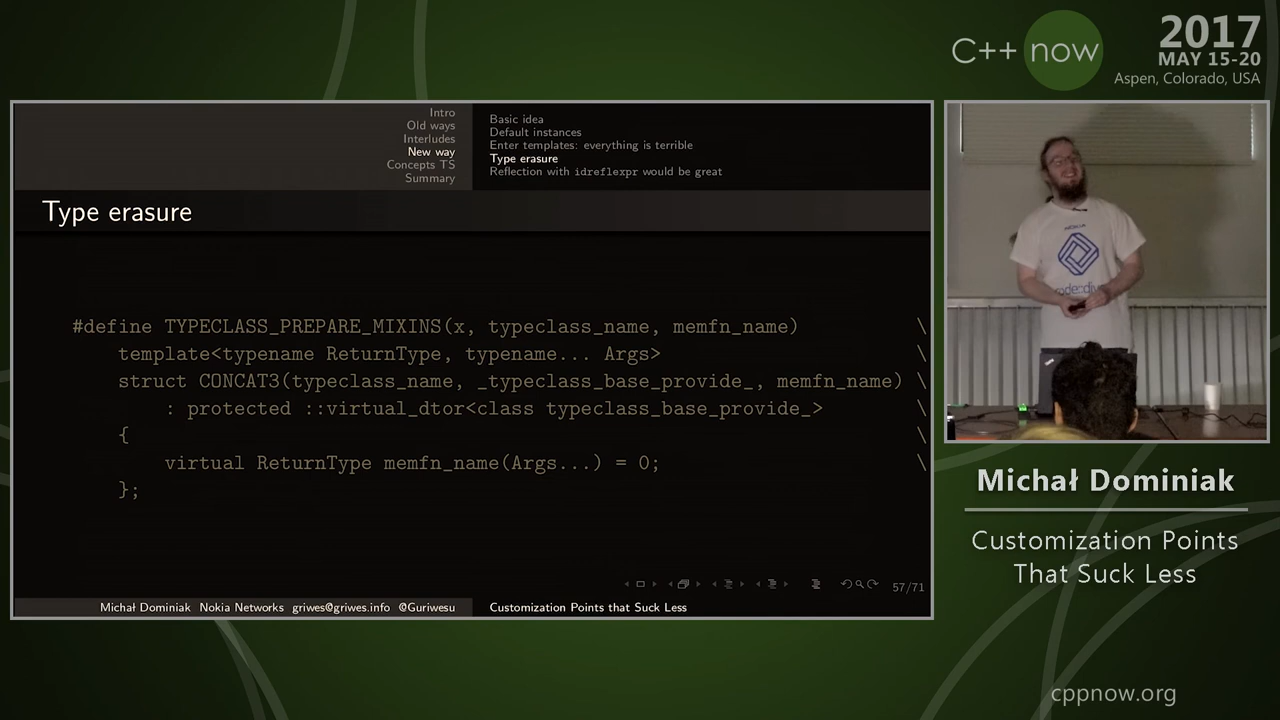 C++ now
2017
MAY 15-20
Aspen, Colorado, USA
Intro
Old ways
Interludes
New way
Concepts TS
Summary
Basic idea
Default instances
Enter templates: everything is terrible
Type erasure
Reflection with idreflexpr would be great
Type erasure
#define TYPECLASS_PREPARE_MIXINS(x, typeclass_name, memfn_name) \
template<typename ReturnType, typename... Args> \
struct CONCAT3(typeclass_name, _typeclass_base_provide_, memfn_name) \
: protected ::virtual_dtor<class typeclass_base_provide_> \
{ \
virtual ReturnType memfn_name(Args...) = 0; \
};
57/71
Michał Dominiak Nokia Networks griwes@griwes.info @Guriwesu
Customization Points that Suck Less
Michał Dominiak
Customization Points
That Suck Less
cppnow.org